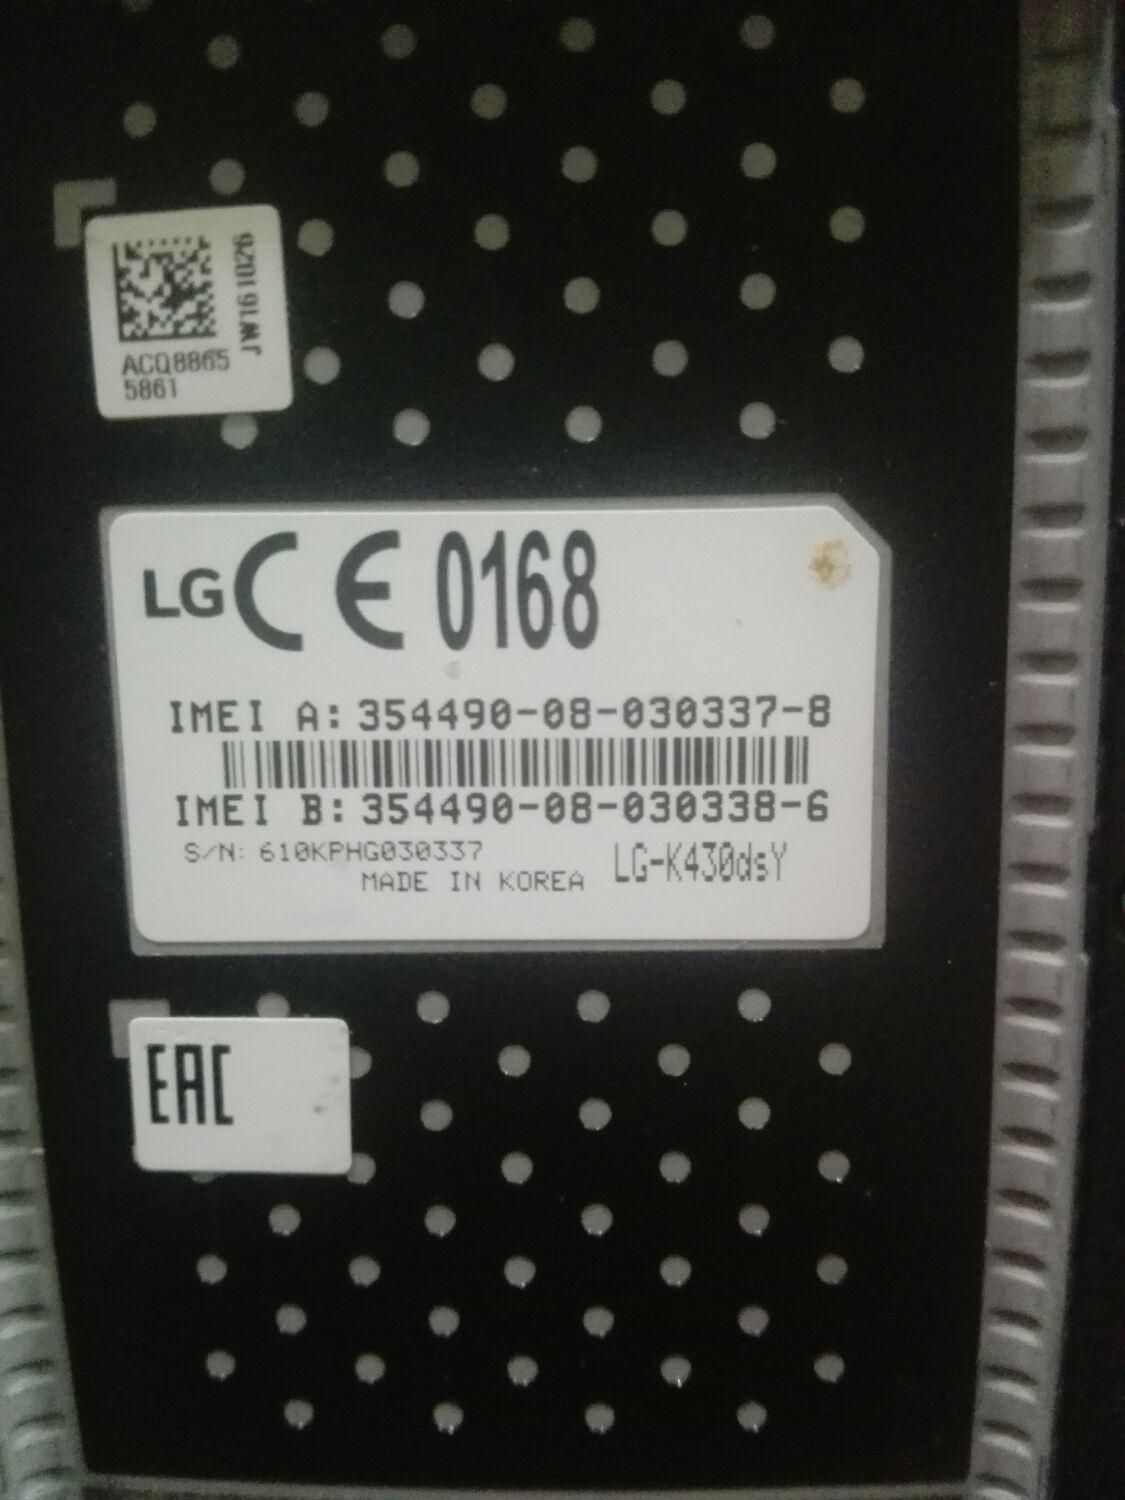 JW161026
ACQ8865
5861
LG CE 0168
IMEI A: 354490-08-030337-8
IMEI B: 354490-08-030338-6
S/N: 610KPHG030337
LG-K430dsY
MADE IN KOREA
EAC